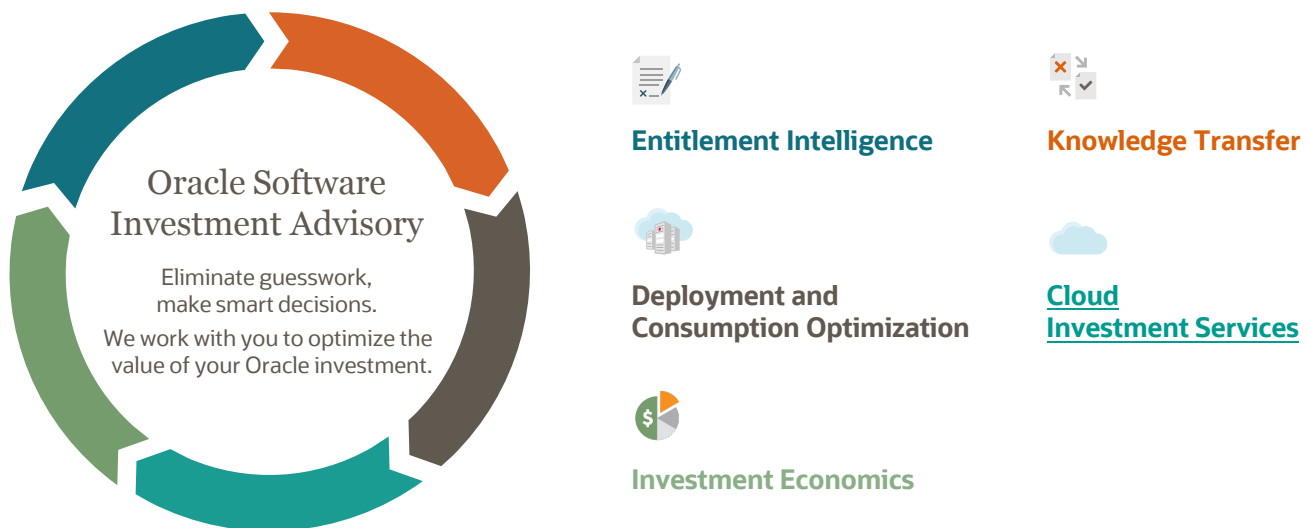 Oracle Software
Investment Advisory
Eliminate guesswork,
make smart decisions.
We work with you to optimize the
value of your Oracle investment.
Entitlement Intelligence
Knowledge Transfer
Deployment and
Consumption Optimization
Cloud
Investment Services
$
Investment Economics